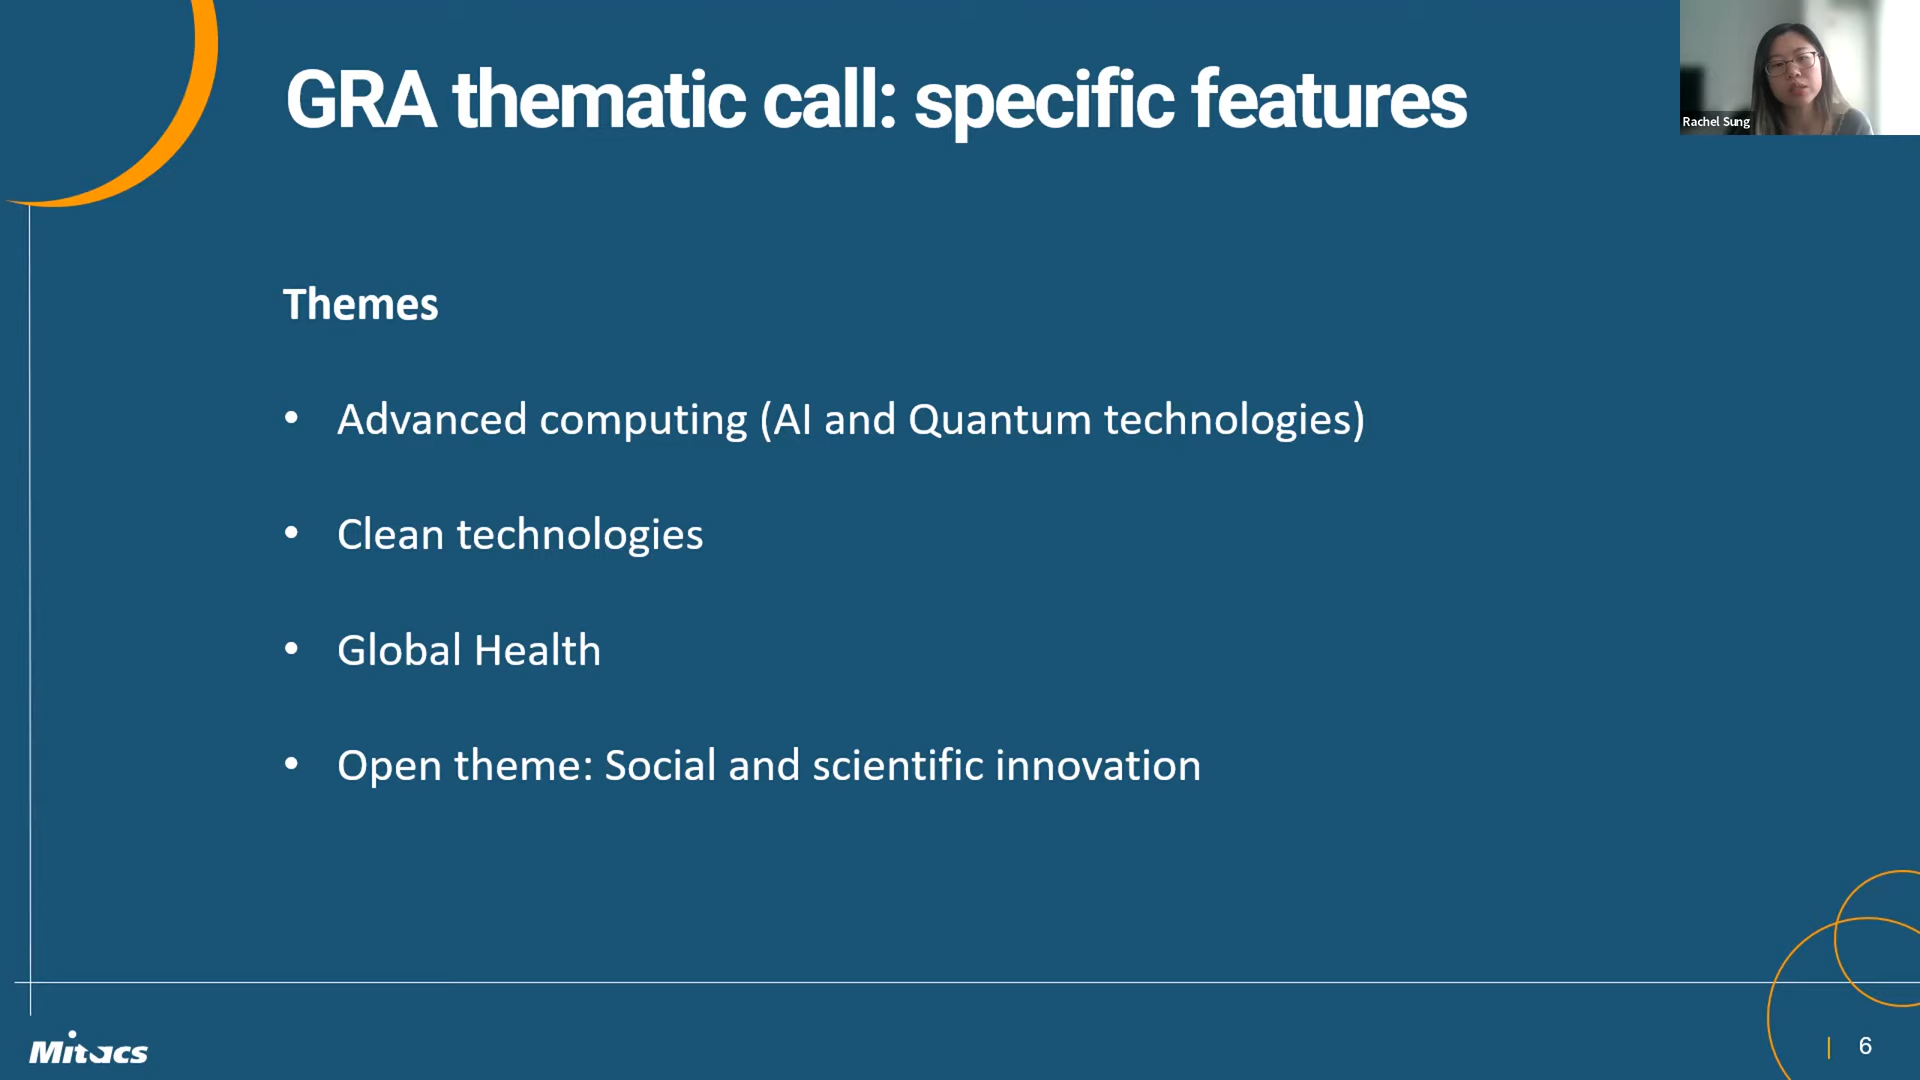 GRA thematic call: specific features
Rachel Sung
Themes
• Advanced computing (AI and Quantum technologies)
• Clean technologies
• Global Health
• Open theme: Social and scientific innovation
Mitacs
| 6